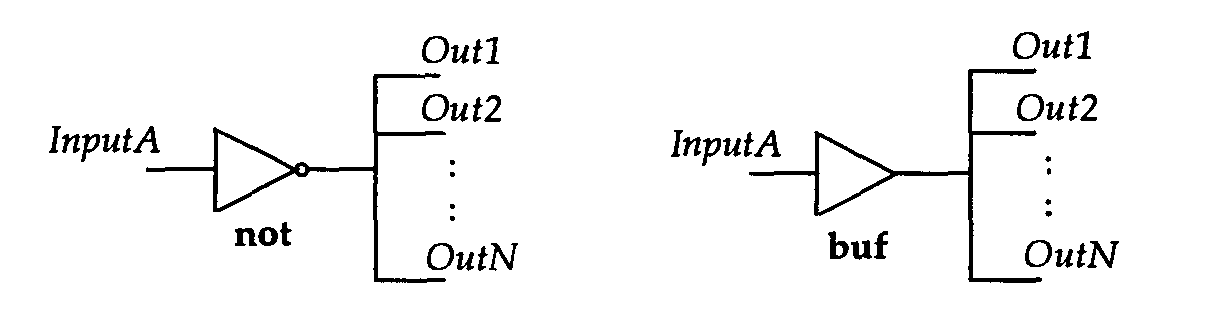 Out1
Out2
InputA
:
:
not
OutN
Out1
Out2
InputA
:
:
buf
OutN